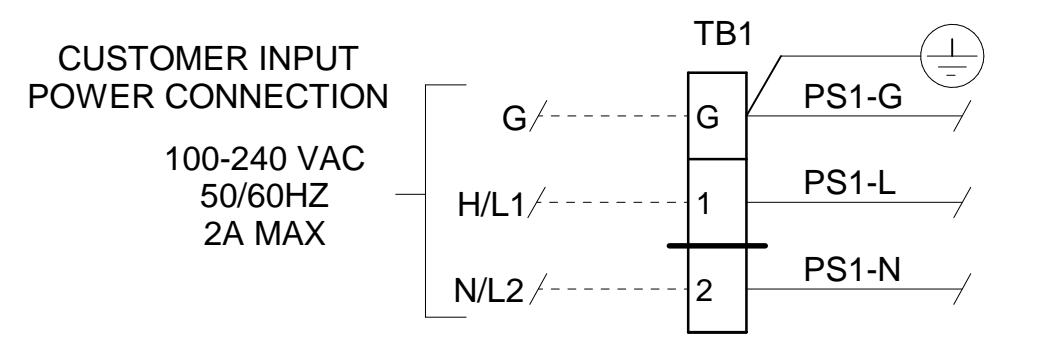 TB1
CUSTOMER INPUT
POWER CONNECTION
100-240 VAC
50/60HZ
2A MAX
G G PS1-G
H/L1 1 PS1-L
N/L2 2 PS1-N